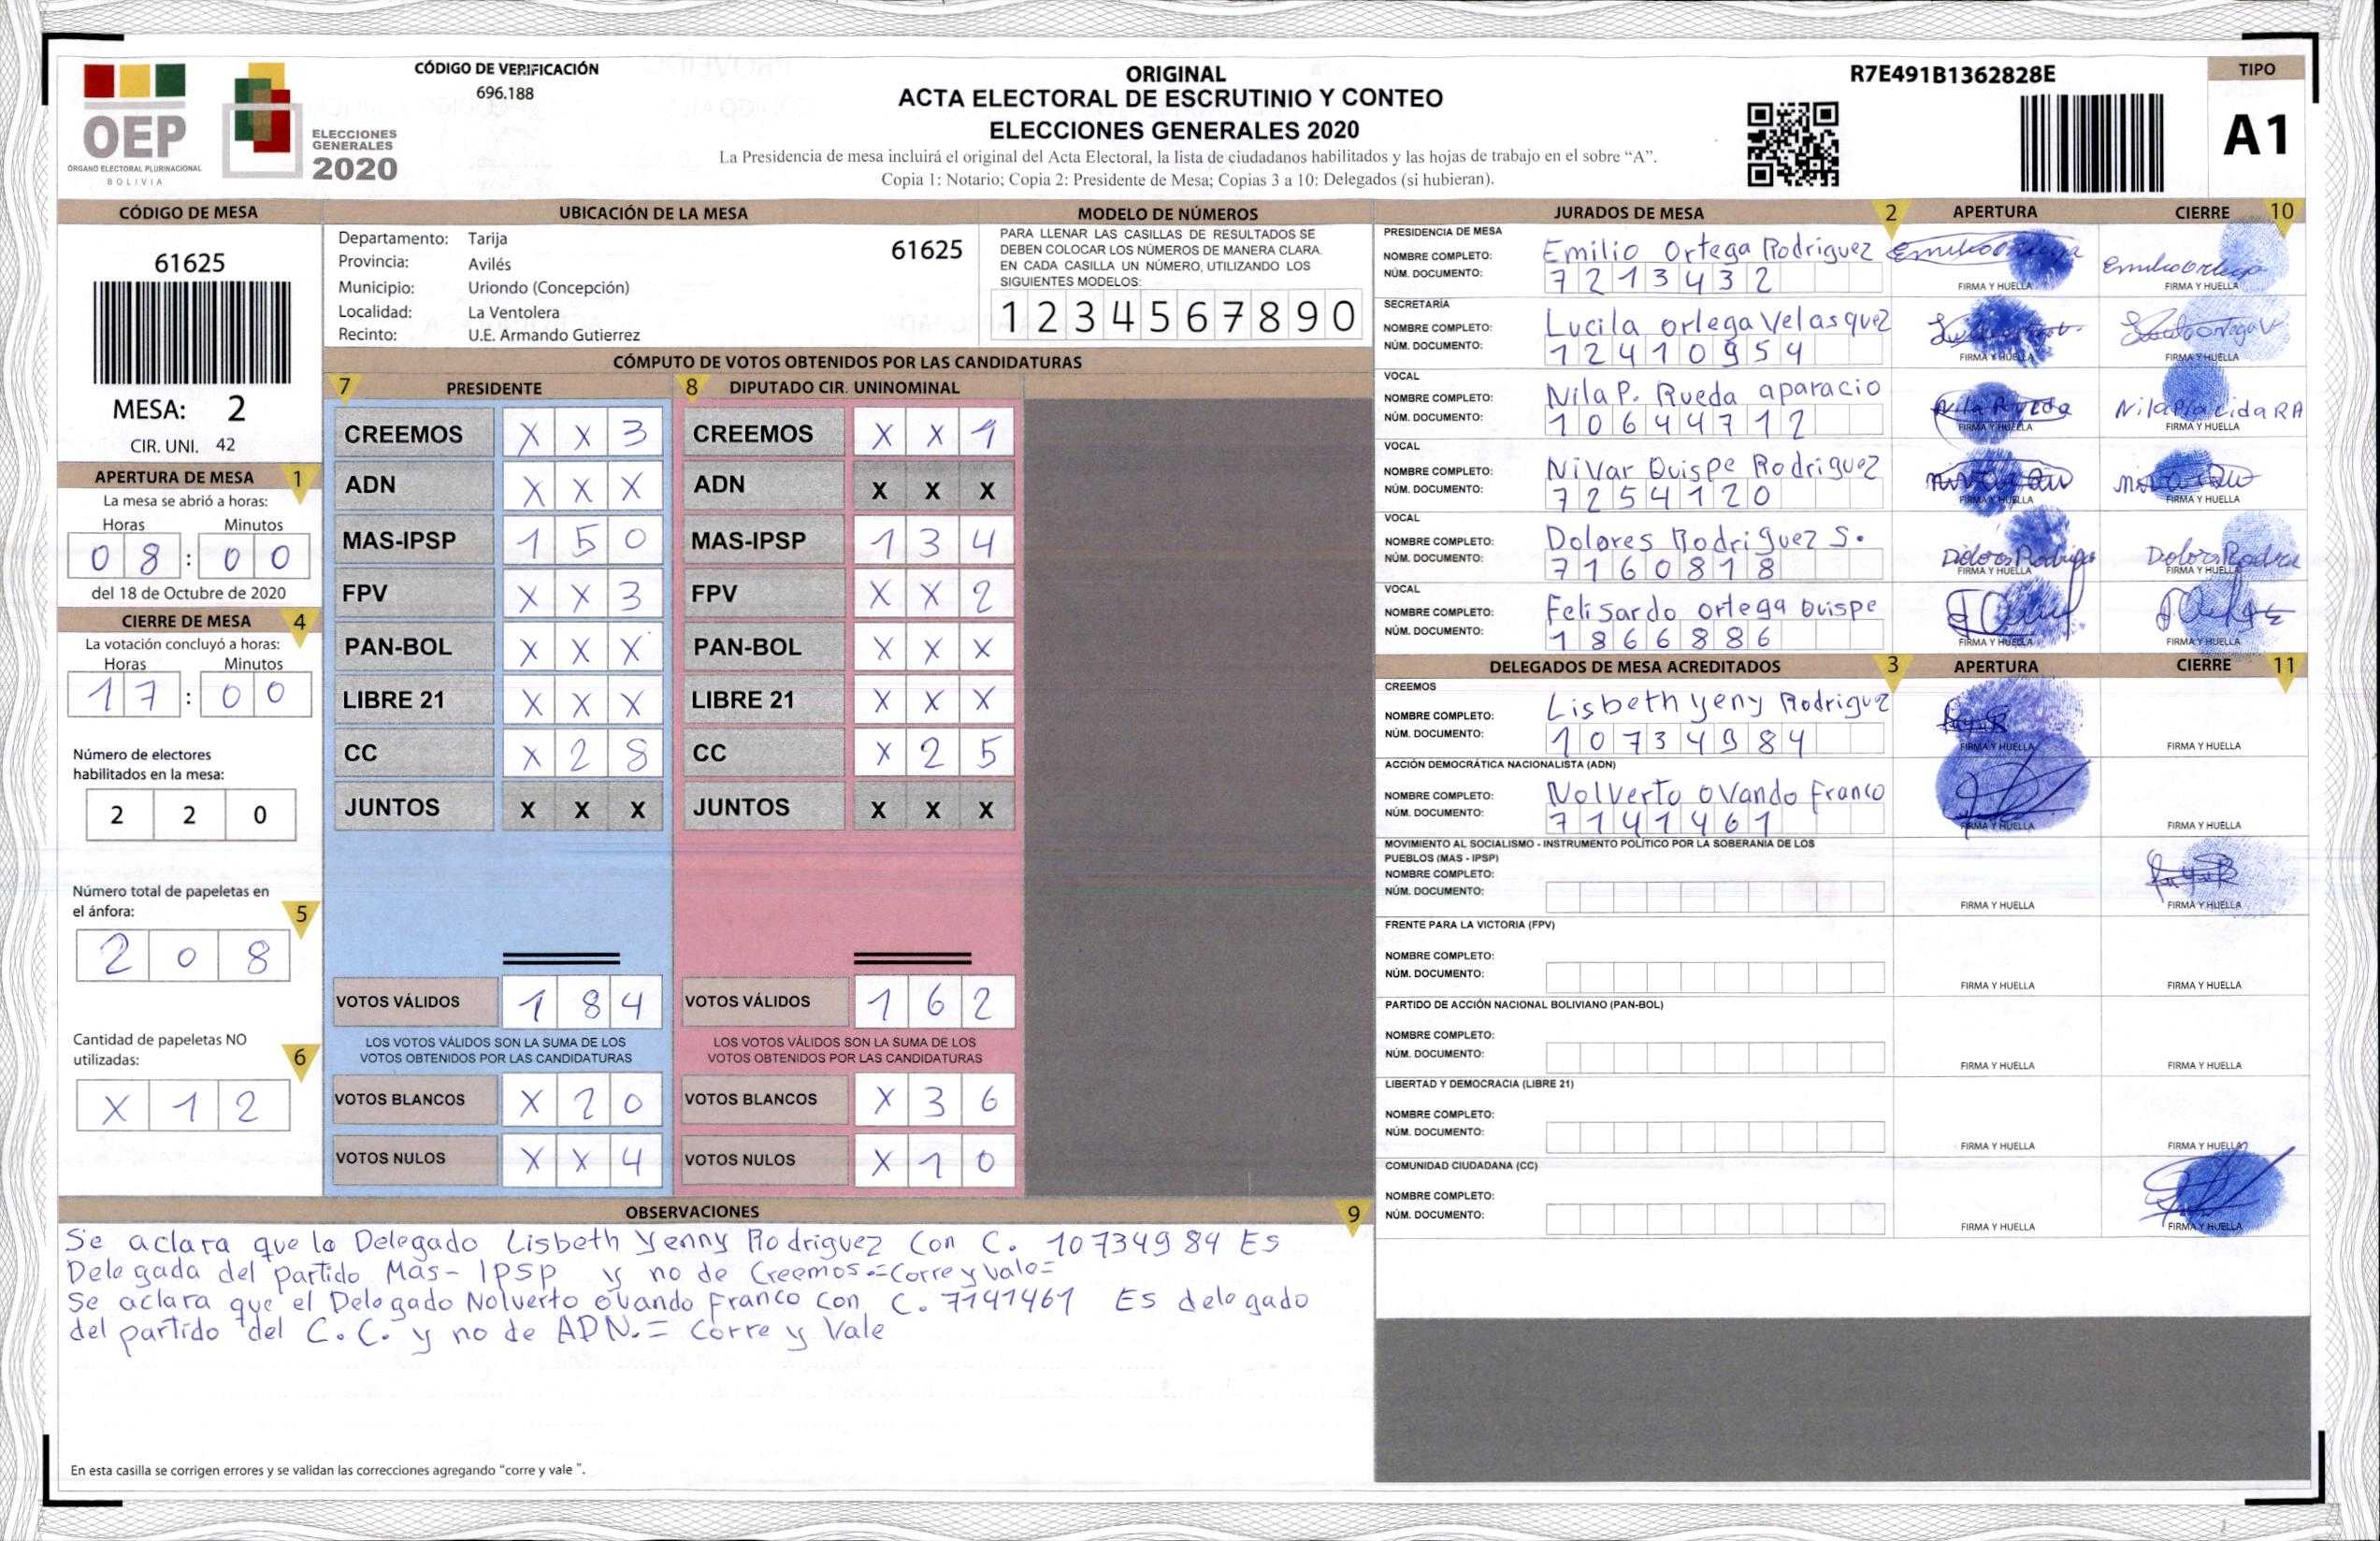 OEP
ÓRGANO ELECTORAL PLURINACIONAL
BOLIVIA
ELECCIONES
GENERALES
2020
CÓDIGO DE VERIFICACIÓN
696.188
ORIGINAL
ACTA ELECTORAL DE ESCRUTINIO Y CONTEO
ELECCIONES GENERALES 2020
La Presidencia de mesa incluirá el original del Acta Electoral, la lista de ciudadanos habilitados y las hojas de trabajo en el sobre “A”.
Copia 1: Notario; Copia 2: Presidente de Mesa; Copias 3 a 10: Delegados (si hubieran).
R7E491B1362828E
TIPO
A1
CÓDIGO DE MESA
61625
MESA: 2
CIR. UNI. 42
APERTURA DE MESA 1
La mesa se abrió a horas:
Horas Minutos
0 8 : 0 0
del 18 de Octubre de 2020
CIERRE DE MESA 4
La votación concluyó a horas:
Horas Minutos
1 7 : 0 0
Número de electores
habilitados en la mesa:
2 2 0
Número total de papeletas en
el ánfora: 5
2 0 8
Cantidad de papeletas NO
utilizadas: 6
X 1 2
UBICACIÓN DE LA MESA
Departamento: Tarija 61625
Provincia: Avilés
Municipio: Uriondo (Concepción)
Localidad: La Ventolera
Recinto: U.E. Armando Gutierrez
MODELO DE NÚMEROS
PARA LLENAR LAS CASILLAS DE RESULTADOS SE
DEBEN COLOCAR LOS NÚMEROS DE MANERA CLARA.
EN CADA CASILLA UN NÚMERO, UTILIZANDO LOS
SIGUIENTES MODELOS:
1 2 3 4 5 6 7 8 9 0
CÓMPUTO DE VOTOS OBTENIDOS POR LAS CANDIDATURAS
7 PRESIDENTE 8 DIPUTADO CIR. UNINOMINAL
CREEMOS X X 3 CREEMOS X X 1
ADN X X X ADN X X X
MAS-IPSP 1 5 0 MAS-IPSP 1 3 4
FPV X X 3 FPV X X 2
PAN-BOL X X X PAN-BOL X X X
LIBRE 21 X X X LIBRE 21 X X X
CC X 2 8 CC X 2 5
JUNTOS X X X JUNTOS X X X
VOTOS VÁLIDOS 1 8 4 VOTOS VÁLIDOS 1 6 2
LOS VOTOS VÁLIDOS SON LA SUMA DE LOS LOS VOTOS VÁLIDOS SON LA SUMA DE LOS
VOTOS OBTENIDOS POR LAS CANDIDATURAS VOTOS OBTENIDOS POR LAS CANDIDATURAS
VOTOS BLANCOS X 2 0 VOTOS BLANCOS X 3 6
VOTOS NULOS X X 4 VOTOS NULOS X 1 0
OBSERVACIONES 9
Se aclara que la Delegado Lisbeth Yenny Rodriguez Con C. 10734984 Es
Delegada del partido Mas-IPSP y no de Creemos.=Corre y Vale=
Se aclara que el Delegado Nolverto Ovando Franco con C. 7141461 Es delegado
del partido del C.C. y no de ADN.= Corre y Vale
En esta casilla se corrigen errores y se validan las correcciones agregando “corre y vale ”.
JURADOS DE MESA 2 APERTURA CIERRE 10
PRESIDENCIA DE MESA
NOMBRE COMPLETO: Emilio Ortega Rodriguez
NÚM. DOCUMENTO: 7213432
FIRMA Y HUELLA FIRMA Y HUELLA
SECRETARÍA
NOMBRE COMPLETO: Lucila Ortega Velasquez
NÚM. DOCUMENTO: 12410954
FIRMA Y HUELLA FIRMA Y HUELLA
VOCAL
NOMBRE COMPLETO: Nila P. Rueda aparacio
NÚM. DOCUMENTO: 10644712
FIRMA Y HUELLA FIRMA Y HUELLA
VOCAL
NOMBRE COMPLETO: Nivar Quispe Rodriguez
NÚM. DOCUMENTO: 7254120
FIRMA Y HUELLA FIRMA Y HUELLA
VOCAL
NOMBRE COMPLETO: Dolores Rodriguez S.
NÚM. DOCUMENTO: 7160818
FIRMA Y HUELLA FIRMA Y HUELLA
VOCAL
NOMBRE COMPLETO: Felisardo Ortega Quispe
NÚM. DOCUMENTO: 1866886
FIRMA Y HUELLA FIRMA Y HUELLA
DELEGADOS DE MESA ACREDITADOS 3 APERTURA CIERRE 11
CREEMOS
NOMBRE COMPLETO: Lisbeth Yeny Rodriguz
NÚM. DOCUMENTO: 10734984
FIRMA Y HUELLA FIRMA Y HUELLA
ACCIÓN DEMOCRÁTICA NACIONALISTA (ADN)
NOMBRE COMPLETO: Nolverto Ovando Franco
NÚM. DOCUMENTO: 7141461
FIRMA Y HUELLA FIRMA Y HUELLA
MOVIMIENTO AL SOCIALISMO - INSTRUMENTO POLÍTICO POR LA SOBERANÍA DE LOS
PUEBLOS (MAS - IPSP)
NOMBRE COMPLETO:
NÚM. DOCUMENTO:
FIRMA Y HUELLA FIRMA Y HUELLA
FRENTE PARA LA VICTORIA (FPV)
NOMBRE COMPLETO:
NÚM. DOCUMENTO:
FIRMA Y HUELLA FIRMA Y HUELLA
PARTIDO DE ACCIÓN NACIONAL BOLIVIANO (PAN-BOL)
NOMBRE COMPLETO:
NÚM. DOCUMENTO:
FIRMA Y HUELLA FIRMA Y HUELLA
LIBERTAD Y DEMOCRACIA (LIBRE 21)
NOMBRE COMPLETO:
NÚM. DOCUMENTO:
FIRMA Y HUELLA FIRMA Y HUELLA
COMUNIDAD CIUDADANA (CC)
NOMBRE COMPLETO:
NÚM. DOCUMENTO:
FIRMA Y HUELLA FIRMA Y HUELLA